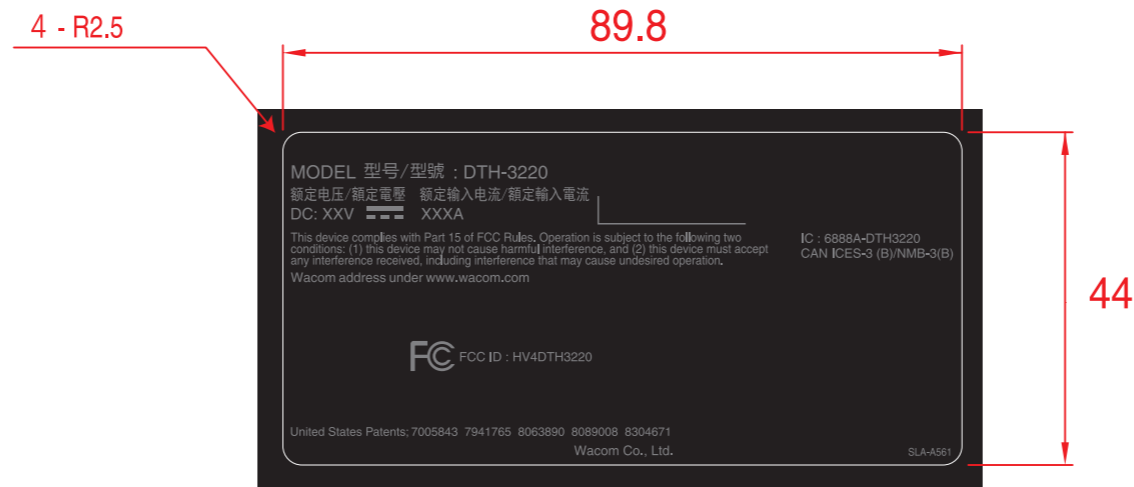 4 - R2.5
89.8
MODEL 型号/型號 : DTH-3220
额定电压/額定電壓 额定输入电流/額定輸入電流
DC: XXV XXXA
This device complies with Part 15 of FCC Rules. Operation is subject to the following two
conditions: (1) this device may not cause harmful interference, and (2) this device must accept
any interference received, including interference that may cause undesired operation.
Wacom address under www.wacom.com
IC : 6888A-DTH3220
CAN ICES-3 (B)/NMB-3(B)
44
FC FCC ID : HV4DTH3220
United States Patents; 7005843 7941765 8063890 8089008 8304671
Wacom Co., Ltd.
SLA-A561